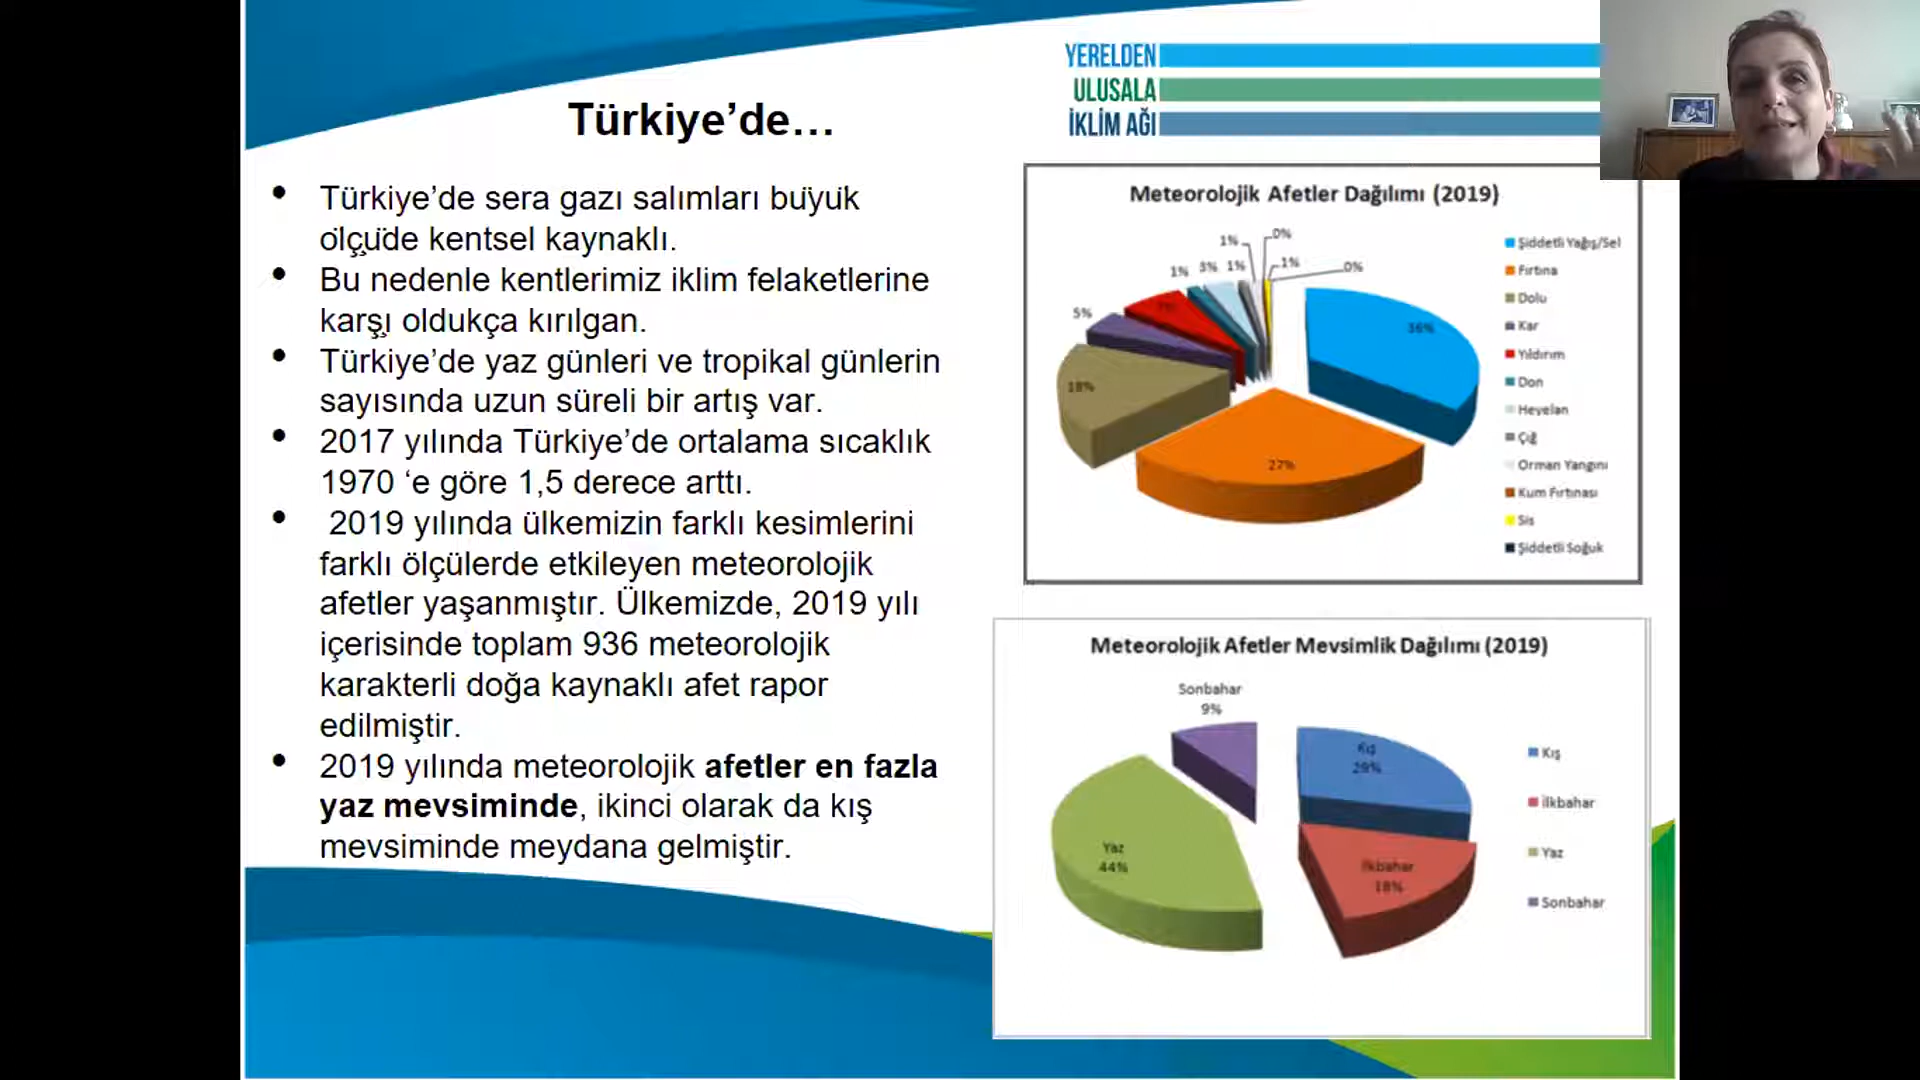 YERELDEN
ULUSALA
İKLİM AĞI
Türkiye’de…
• Türkiye’de sera gazı salımları büyük
ölçüde kentsel kaynaklı.
• Bu nedenle kentlerimiz iklim felaketlerine
karşı oldukça kırılgan.
• Türkiye’de yaz günleri ve tropikal günlerin
sayısında uzun süreli bir artış var.
• 2017 yılında Türkiye’de ortalama sıcaklık
1970 ‘e göre 1,5 derece arttı.
• 2019 yılında ülkemizin farklı kesimlerini
farklı ölçülerde etkileyen meteorolojik
afetler yaşanmıştır. Ülkemizde, 2019 yılı
içerisinde toplam 936 meteorolojik
karakterli doğa kaynaklı afet rapor
edilmiştir.
• 2019 yılında meteorolojik afetler en fazla
yaz mevsiminde, ikinci olarak da kış
mevsiminde meydana gelmiştir.
Meteorolojik Afetler Dağılımı (2019)
1%
0%
1% 3% 1%
1%
0%
5%
36%
18%
27%
Şiddetli Yağış/Sel
Fırtına
Dolu
Kar
Yıldırım
Don
Heyelan
Çığ
Orman Yangını
Kum Fırtınası
Sis
Şiddetli Soğuk
Meteorolojik Afetler Mevsimlik Dağılımı (2019)
Sonbahar
9%
Kış
29%
Yaz
44%
İlkbahar
18%
Kış
İlkbahar
Yaz
Sonbahar